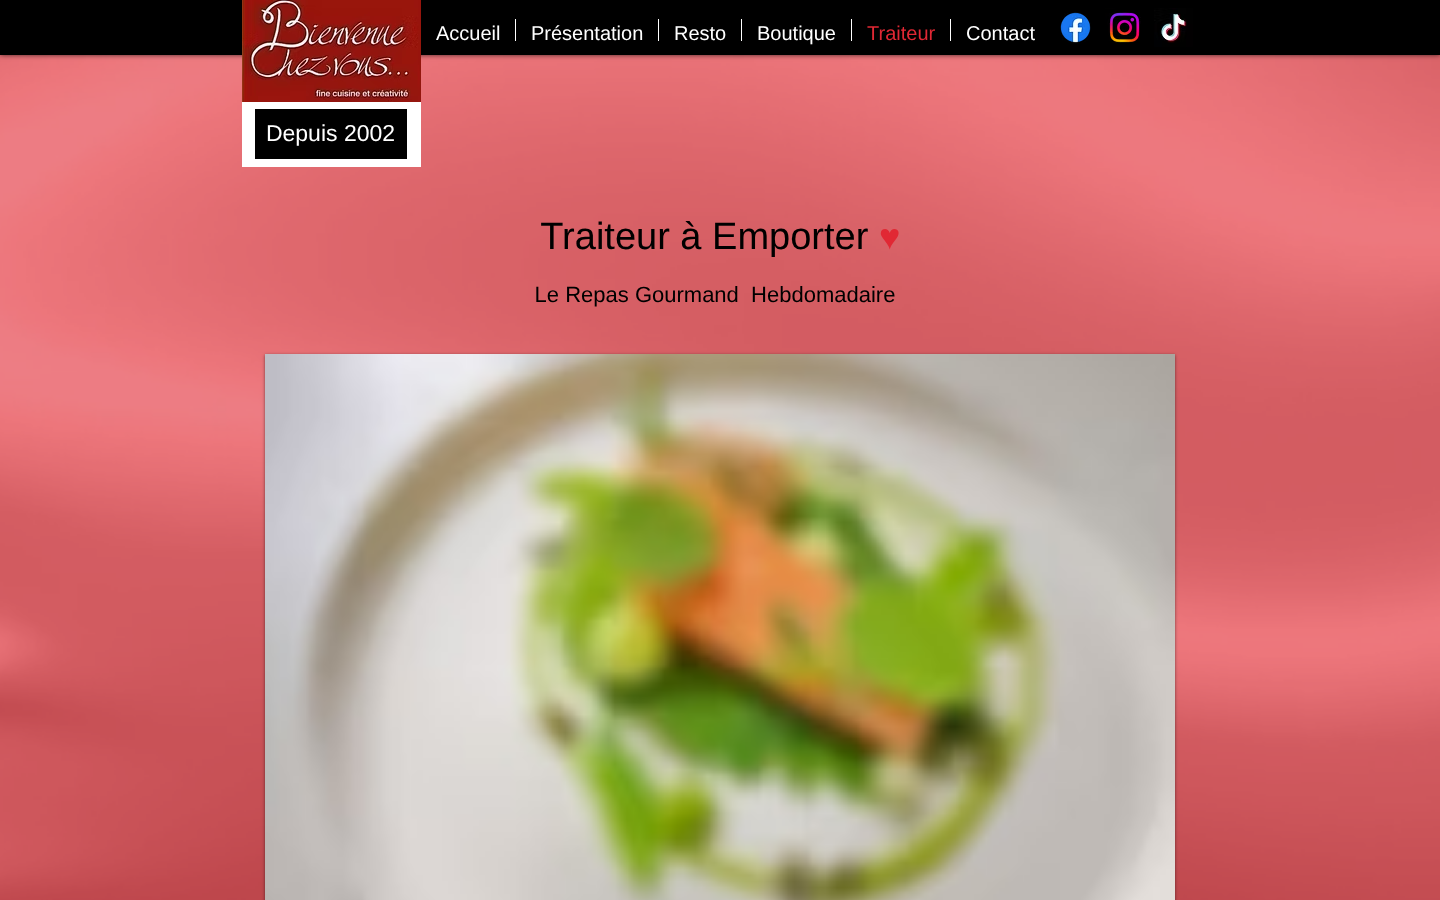 Bienvenue
Chez vous...
fine cuisine et créativité
Depuis 2002
Accueil
Présentation
Resto
Boutique
Traiteur
Contact
Traiteur à Emporter ♥
Le Repas Gourmand  Hebdomadaire